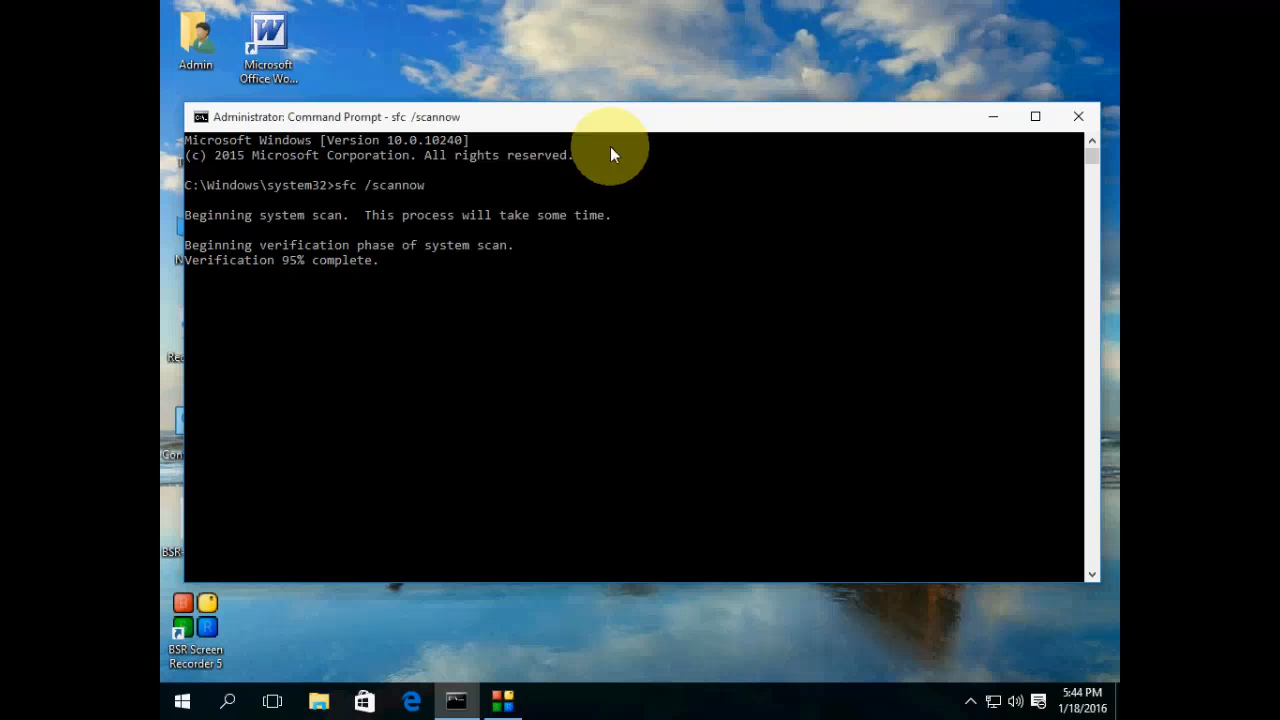 Admin
Microsoft
Office Wo...
Administrator: Command Prompt - sfc /scannow
Microsoft Windows [Version 10.0.10240]
(c) 2015 Microsoft Corporation. All rights reserved.
C:\Windows\system32>sfc /scannow
Beginning system scan.  This process will take some time.
Beginning verification phase of system scan.
Verification 95% complete.
BSR Screen
Recorder 5
5:44 PM
1/18/2016